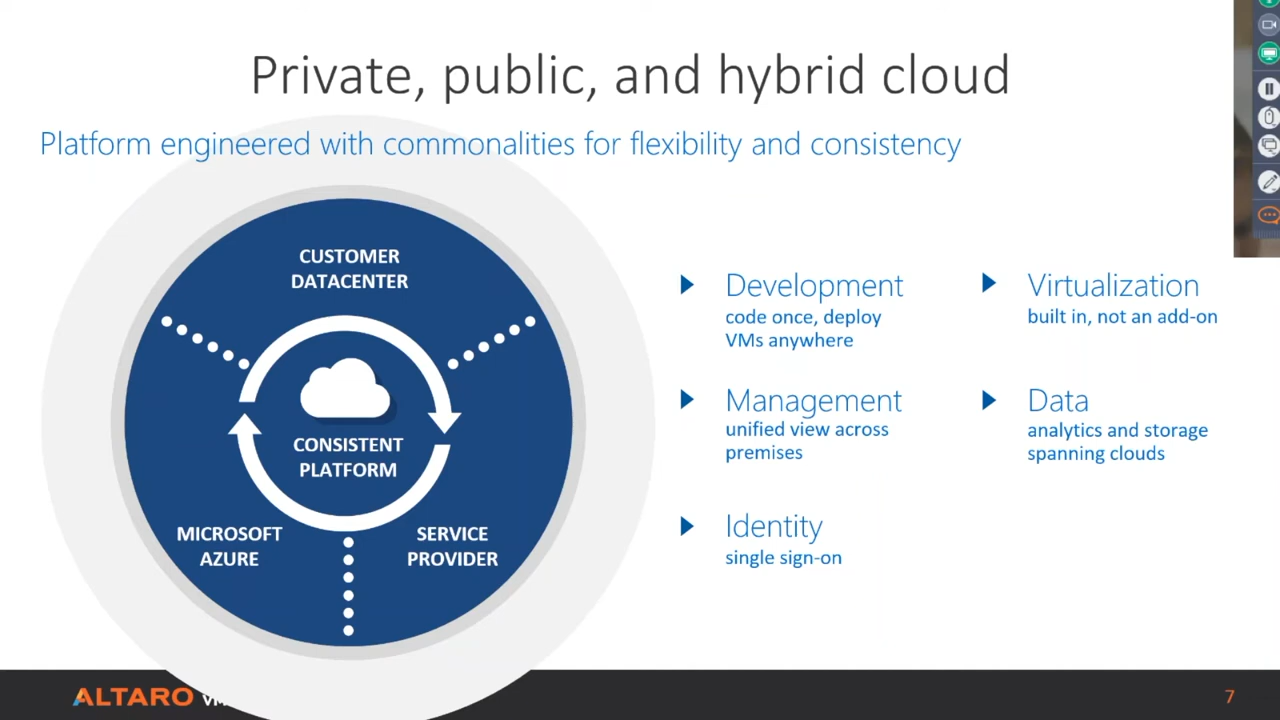 Private, public, and hybrid cloud
Platform engineered with commonalities for flexibility and consistency
CUSTOMER
DATACENTER
CONSISTENT
PLATFORM
MICROSOFT
AZURE
SERVICE
PROVIDER
Development
code once, deploy
VMs anywhere
Management
unified view across
premises
Identity
single sign-on
Virtualization
built in, not an add-on
Data
analytics and storage
spanning clouds
ALTARO
7